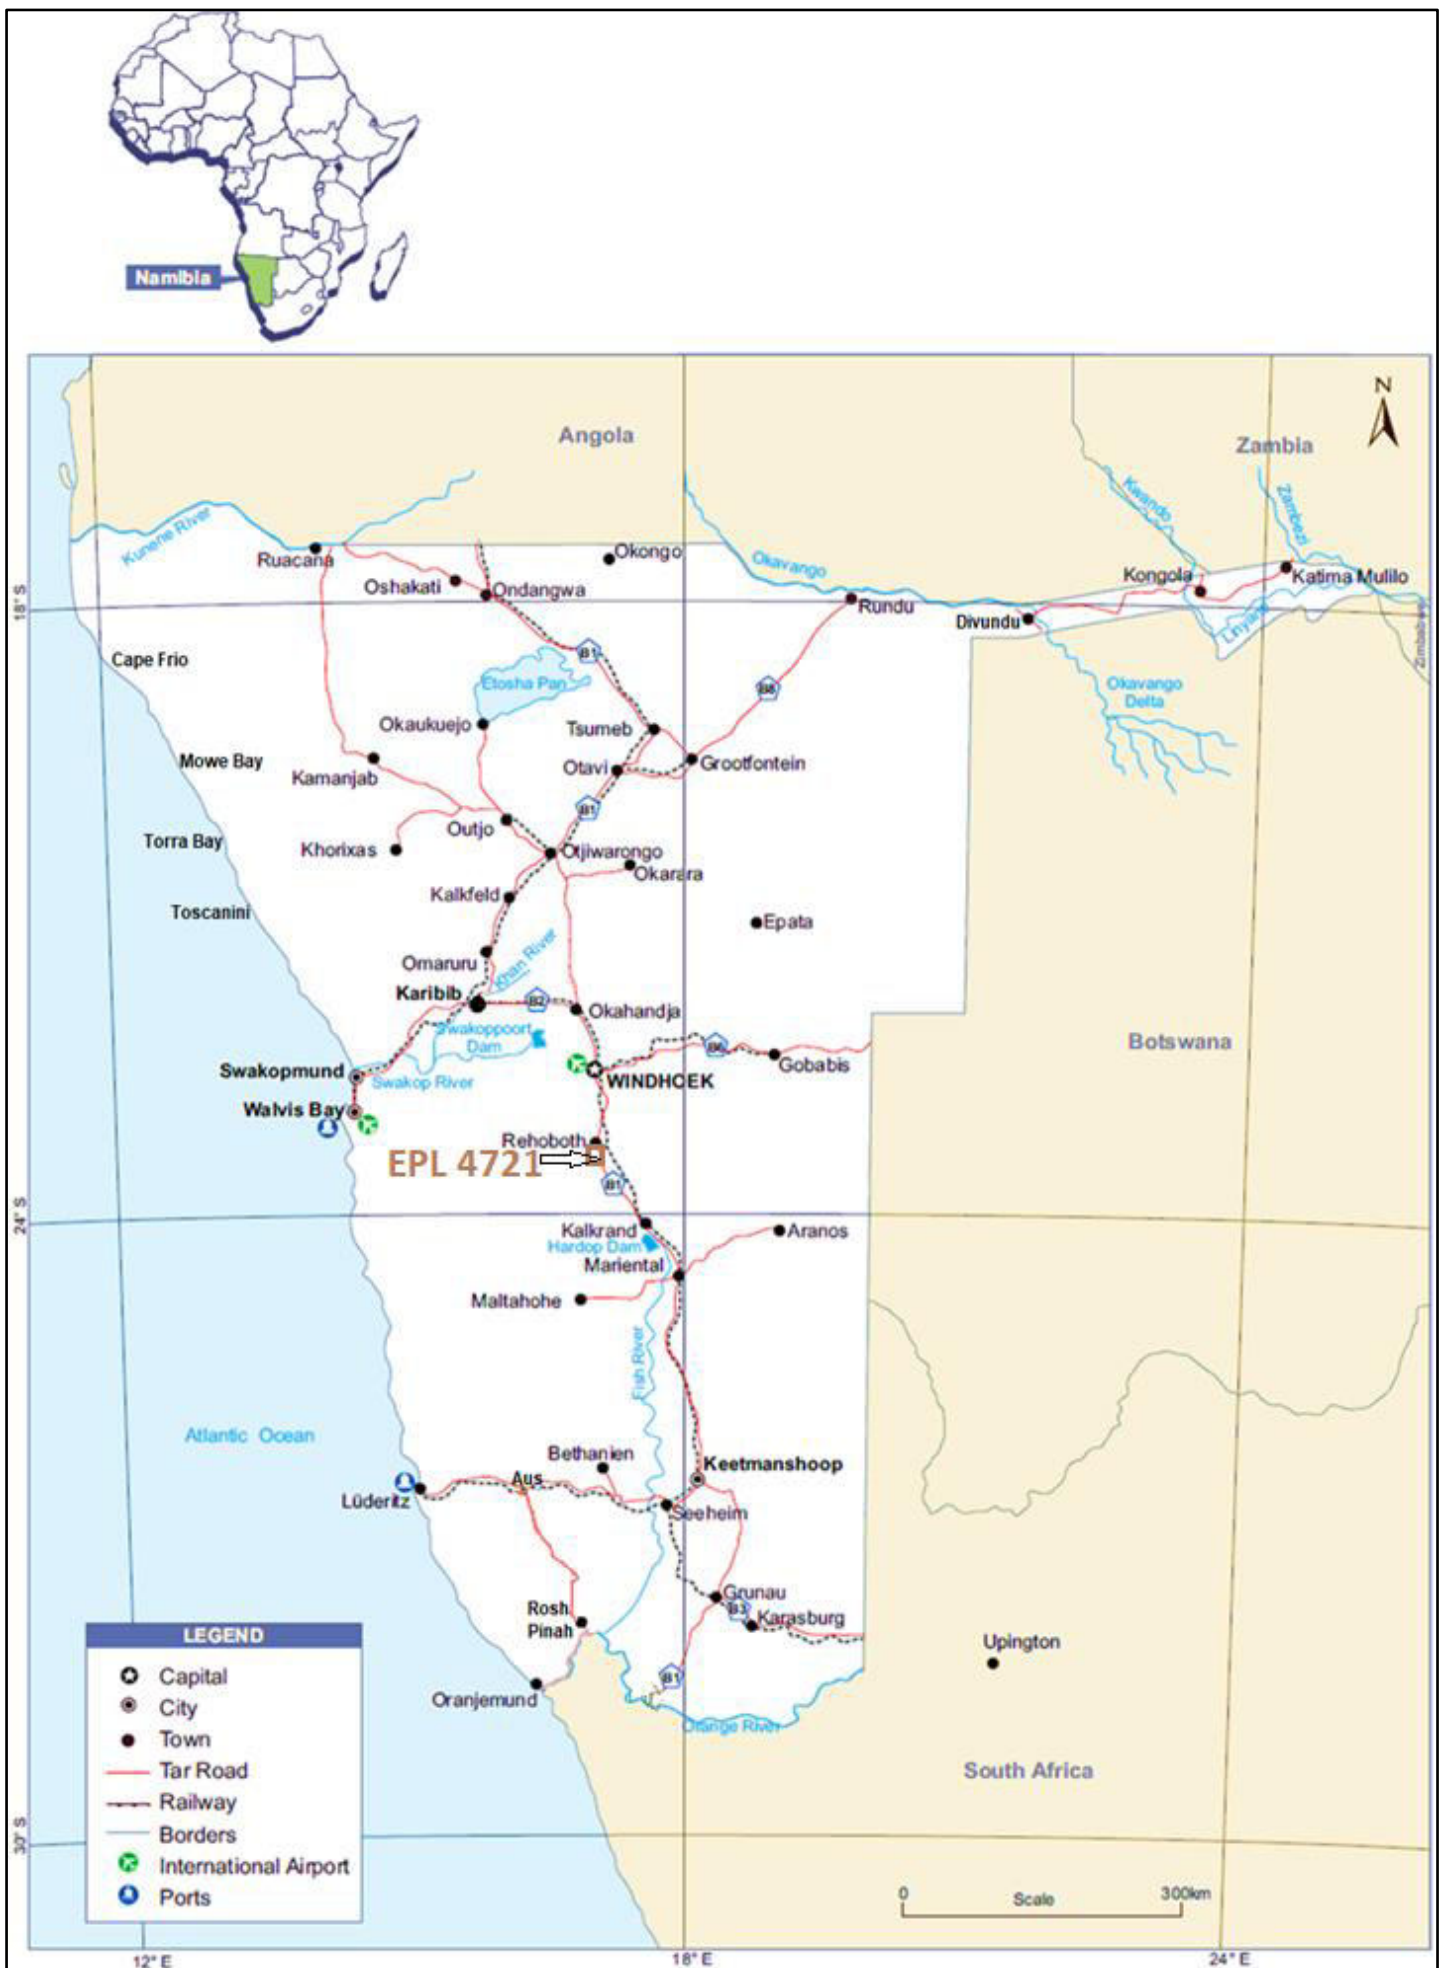 Namibia
N
Angola
Zambia
Kwando
Zambezi
Kunene River
Ruacana
Okongo
Okavango
Oshakati
Ondangwa
Kongola
Katima Mulilo
18° S
Rundu
Divundu
Linyan
Zimbabwe
Cape Frio
B1
Etosha Pan
B8
Okavango
Delta
Okaukuejo
Tsumeb
Mowe Bay
Kamanjab
Otavi
Grootfontein
B1
Outjo
Torra Bay
Khorixas
Otjiwarongo
Okarara
Kalkfeld
Toscanini
Epata
Omaruru
Khan River
Karibib
B2
Okahandja
Swakoppoort
Dam
B6
Botswana
Gobabis
Swakopmund
Swakop River
WINDHOEK
Walvis Bay
Rehoboth
EPL 4721
B1
24° S
Kalkrand
Aranos
Hardop Dam
Mariental
Maltahohe
Fish River
Atlantic Ocean
Bethanien
Keetmanshoop
Aus
Lüderitz
Seeheim
Grunau
Rosh
Pinah
B3
Karasburg
Upington
B1
Oranjemund
Orange River
South Africa
LEGEND
Capital
City
Town
Tar Road
Railway
Borders
International Airport
Ports
30° S
0
Scale
300km
12° E
18° E
24° E